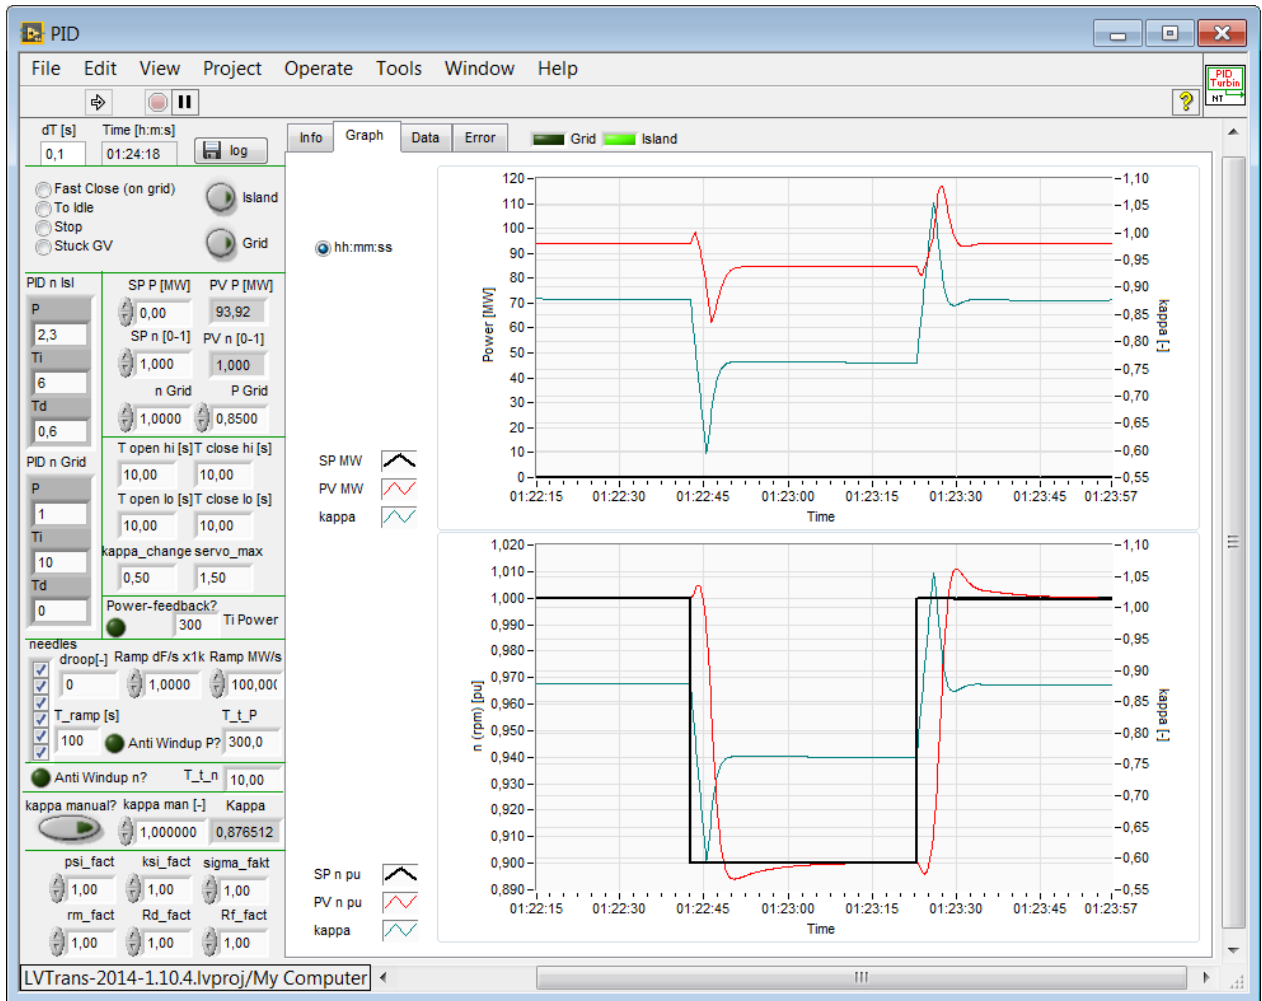 PID
File Edit View Project Operate Tools Window Help
PID
Turbin
NT
?
dT [s] Time [h:m:s]
0,1 01:24:18 log
Info Graph Data Error Grid Island
Fast Close (on grid)
To Idle
Stop
Stuck GV
Island
Grid
hh:mm:ss
PID n Isl
P
2,3
Ti
6
Td
0,6
PID n Grid
P
1
Ti
10
Td
0
SP P [MW] PV P [MW]
0,00 93,92
SP n [0-1] PV n [0-1]
1,000 1,000
n Grid P Grid
1,0000 0,8500
T open hi [s] T close hi [s]
10,00 10,00
T open lo [s] T close lo [s]
10,00 10,00
kappa_change servo_max
0,50 1,50
Power-feedback?
300 Ti Power
needles
droop[-] Ramp dF/s x1k Ramp MW/s
0 1,0000 100,00(
T_ramp [s] T_t_P
100 Anti Windup P? 300,0
Anti Windup n? T_t_n 10,00
kappa manual? kappa man [-] Kappa
1,000000 0,876512
psi_fact ksi_fact sigma_fakt
1,00 1,00 1,00
rm_fact Rd_fact Rf_fact
1,00 1,00 1,00
SP MW
PV MW
kappa
Power [MW]
120
110
100
90
80
70
60
50
40
30
20
10
0
-1,10
-1,05
-1,00
-0,95
-0,90
-0,85
-0,80
-0,75
-0,70
-0,65
-0,60
-0,55
kappa [-]
01:22:15 01:22:30 01:22:45 01:23:00 01:23:15 01:23:30 01:23:45 01:23:57
Time
SP n pu
PV n pu
kappa
n (rpm) [pu]
1,020
1,010
1,000
0,990
0,980
0,970
0,960
0,950
0,940
0,930
0,920
0,910
0,900
0,890
-1,10
-1,05
-1,00
-0,95
-0,90
-0,85
-0,80
-0,75
-0,70
-0,65
-0,60
-0,55
kappa [-]
01:22:15 01:22:30 01:22:45 01:23:00 01:23:15 01:23:30 01:23:45 01:23:57
Time
LVTrans-2014-1.10.4.lvproj/My Computer